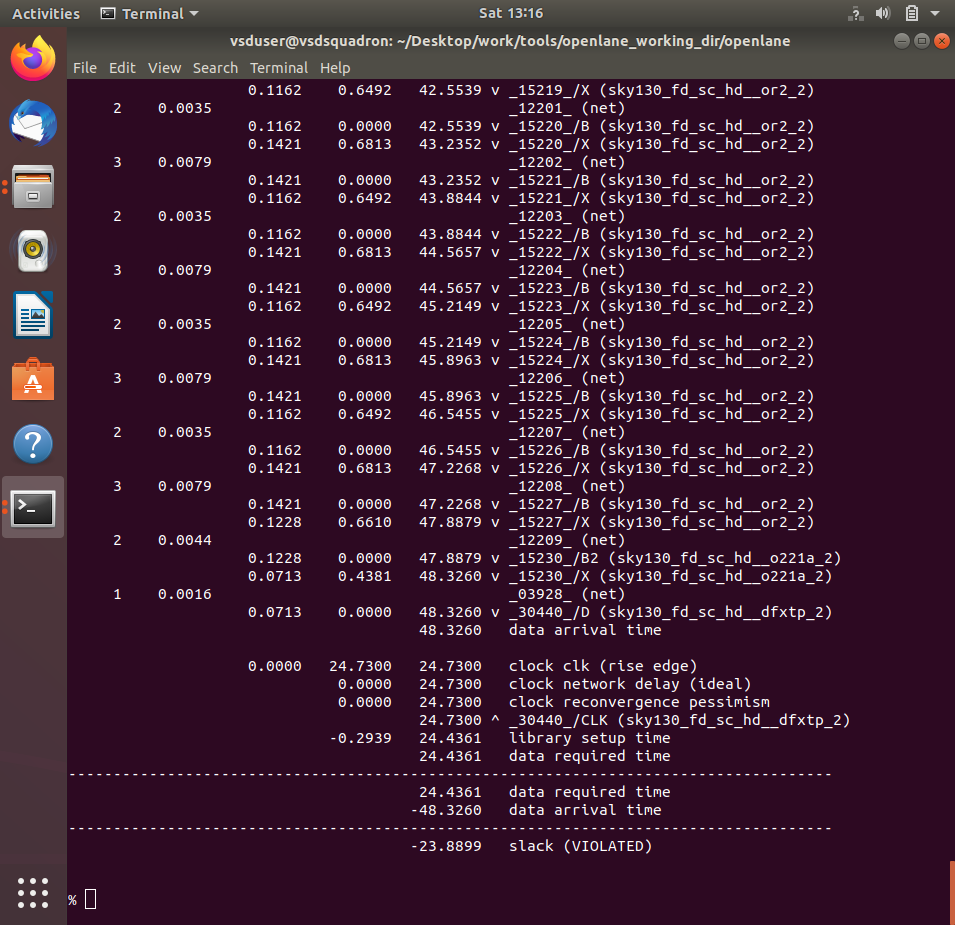 Activities Terminal Sat 13:16
vsduser@vsdsquadron: ~/Desktop/work/tools/openlane_working_dir/openlane
File Edit View Search Terminal Help
0.1162 0.6492 42.5539 v _15219_/X (sky130_fd_sc_hd__or2_2)
2 0.0035 _12201_ (net)
0.1162 0.0000 42.5539 v _15220_/B (sky130_fd_sc_hd__or2_2)
0.1421 0.6813 43.2352 v _15220_/X (sky130_fd_sc_hd__or2_2)
3 0.0079 _12202_ (net)
0.1421 0.0000 43.2352 v _15221_/B (sky130_fd_sc_hd__or2_2)
0.1162 0.6492 43.8844 v _15221_/X (sky130_fd_sc_hd__or2_2)
2 0.0035 _12203_ (net)
0.1162 0.0000 43.8844 v _15222_/B (sky130_fd_sc_hd__or2_2)
0.1421 0.6813 44.5657 v _15222_/X (sky130_fd_sc_hd__or2_2)
3 0.0079 _12204_ (net)
0.1421 0.0000 44.5657 v _15223_/B (sky130_fd_sc_hd__or2_2)
0.1162 0.6492 45.2149 v _15223_/X (sky130_fd_sc_hd__or2_2)
2 0.0035 _12205_ (net)
0.1162 0.0000 45.2149 v _15224_/B (sky130_fd_sc_hd__or2_2)
0.1421 0.6813 45.8963 v _15224_/X (sky130_fd_sc_hd__or2_2)
3 0.0079 _12206_ (net)
0.1421 0.0000 45.8963 v _15225_/B (sky130_fd_sc_hd__or2_2)
0.1162 0.6492 46.5455 v _15225_/X (sky130_fd_sc_hd__or2_2)
2 0.0035 _12207_ (net)
0.1162 0.0000 46.5455 v _15226_/B (sky130_fd_sc_hd__or2_2)
0.1421 0.6813 47.2268 v _15226_/X (sky130_fd_sc_hd__or2_2)
3 0.0079 _12208_ (net)
0.1421 0.0000 47.2268 v _15227_/B (sky130_fd_sc_hd__or2_2)
0.1228 0.6610 47.8879 v _15227_/X (sky130_fd_sc_hd__or2_2)
2 0.0044 _12209_ (net)
0.1228 0.0000 47.8879 v _15230_/B2 (sky130_fd_sc_hd__o221a_2)
0.0713 0.4381 48.3260 v _15230_/X (sky130_fd_sc_hd__o221a_2)
1 0.0016 _03928_ (net)
0.0713 0.0000 48.3260 v _30440_/D (sky130_fd_sc_hd__dfxtp_2)
48.3260 data arrival time
0.0000 24.7300 24.7300 clock clk (rise edge)
0.0000 24.7300 clock network delay (ideal)
0.0000 24.7300 clock reconvergence pessimism
24.7300 ^ _30440_/CLK (sky130_fd_sc_hd__dfxtp_2)
-0.2939 24.4361 library setup time
24.4361 data required time
-------------------------------------------------------------------------------------
24.4361 data required time
-48.3260 data arrival time
-------------------------------------------------------------------------------------
-23.8899 slack (VIOLATED)
%